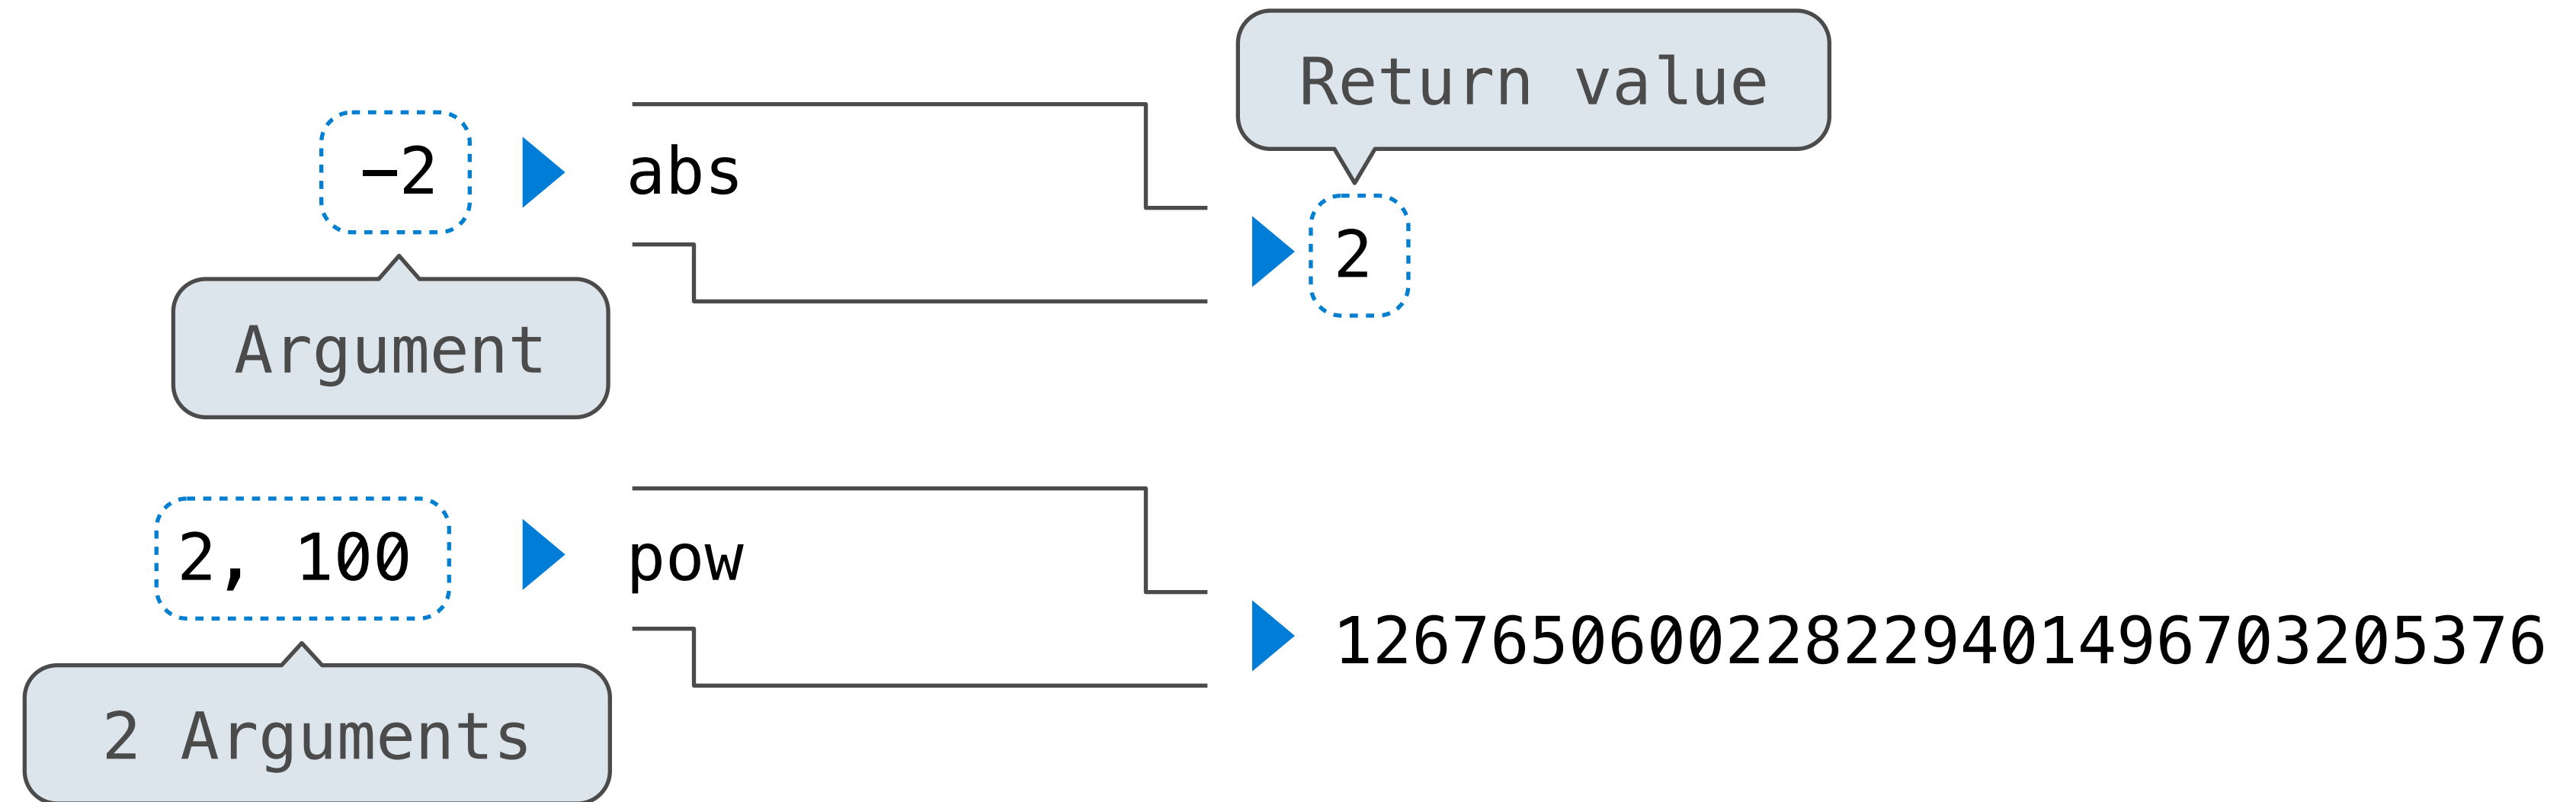 Return value
−2 abs
2
Argument
2, 100 pow
1267650600228229401496703205376
2 Arguments